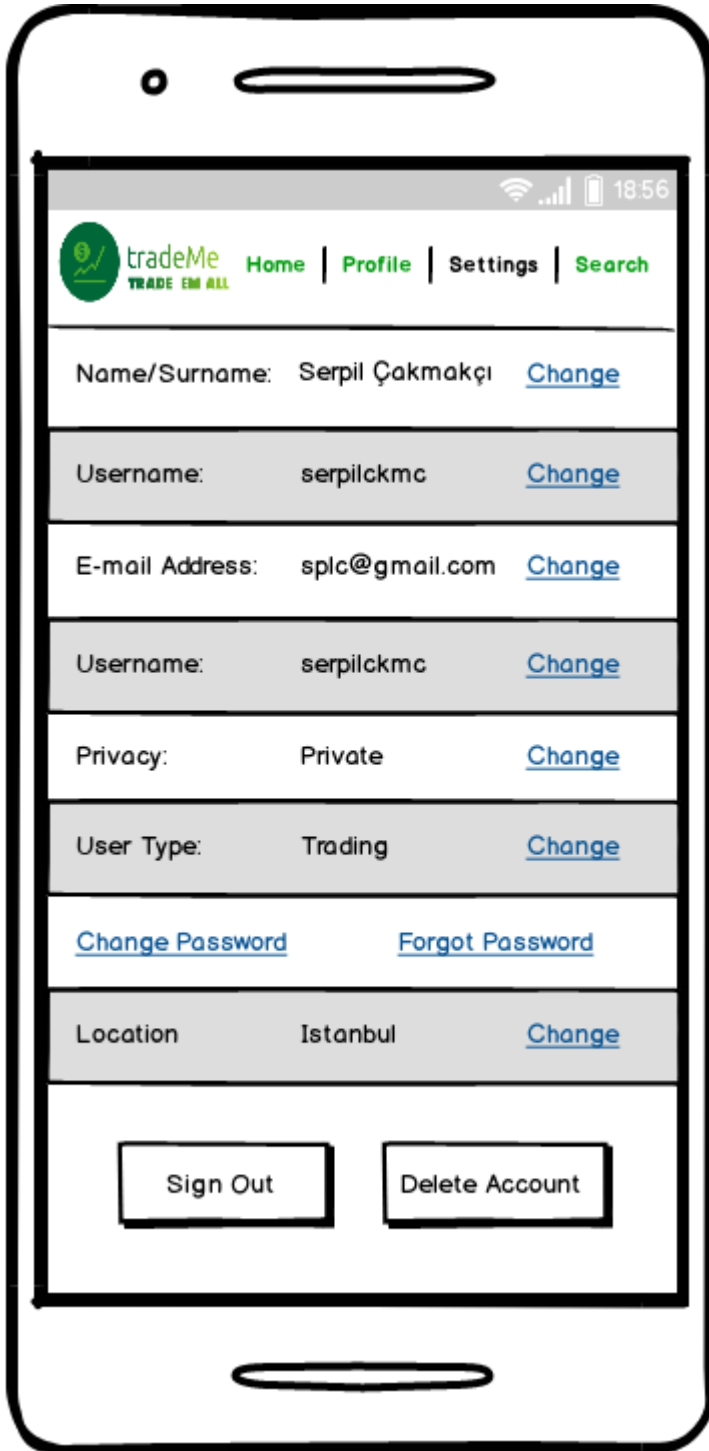 18:56
tradeMe
TRADE EM ALL
Home | Profile | Settings | Search
Name/Surname: Serpil Çakmakçı Change
Username: serpilckmc Change
E-mail Address: splc@gmail.com Change
Username: serpilckmc Change
Privacy: Private Change
User Type: Trading Change
Change Password Forgot Password
Location Istanbul Change
Sign Out Delete Account